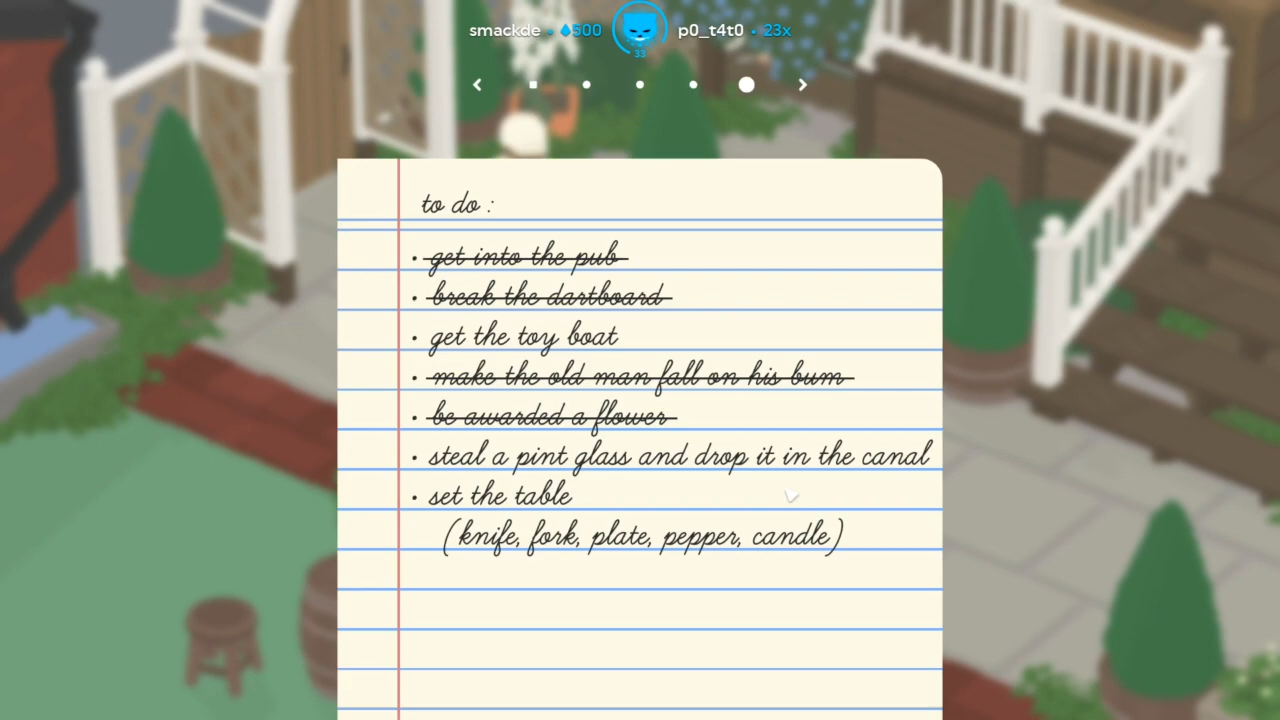 smackde • 500 p0_t4t0 • 23x
33
to do :
• get into the pub
• break the dartboard
• get the toy boat
• make the old man fall on his bum
• be awarded a flower
• steal a pint glass and drop it in the canal
• set the table
(knife, fork, plate, pepper, candle)